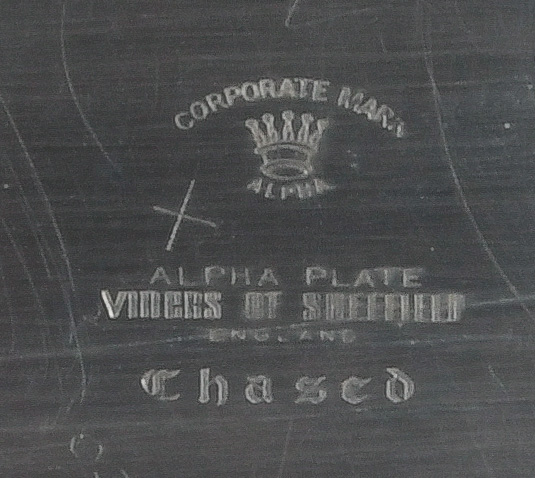 CORPORATE MARK
ALPHA
ALPHA PLATE
VINERS OF SHEFFIELD
ENGLAND
Chased